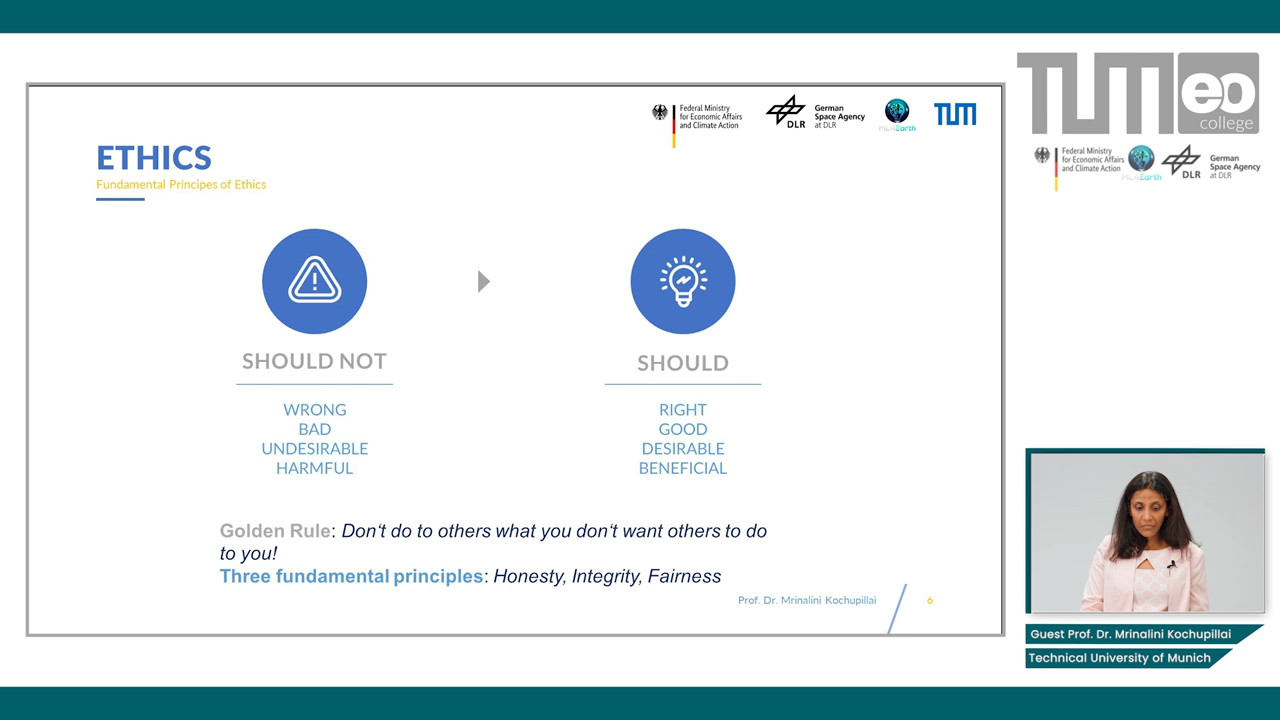 Federal Ministry
for Economic Affairs
and Climate Action
DLR
German
Space Agency
at DLR
ML4Earth
TUM
ETHICS
Fundamental Principes of Ethics
SHOULD NOT
WRONG
BAD
UNDESIRABLE
HARMFUL
SHOULD
RIGHT
GOOD
DESIRABLE
BENEFICIAL
Golden Rule: Don‘t do to others what you don‘t want others to do
to you!
Three fundamental principles: Honesty, Integrity, Fairness
Prof. Dr. Mrinalini Kochupillai
6
TUM eo
college
Federal Ministry
for Economic Affairs
and Climate Action
ML4Earth
DLR
German
Space Agency
at DLR
Guest Prof. Dr. Mrinalini Kochupillai
Technical University of Munich